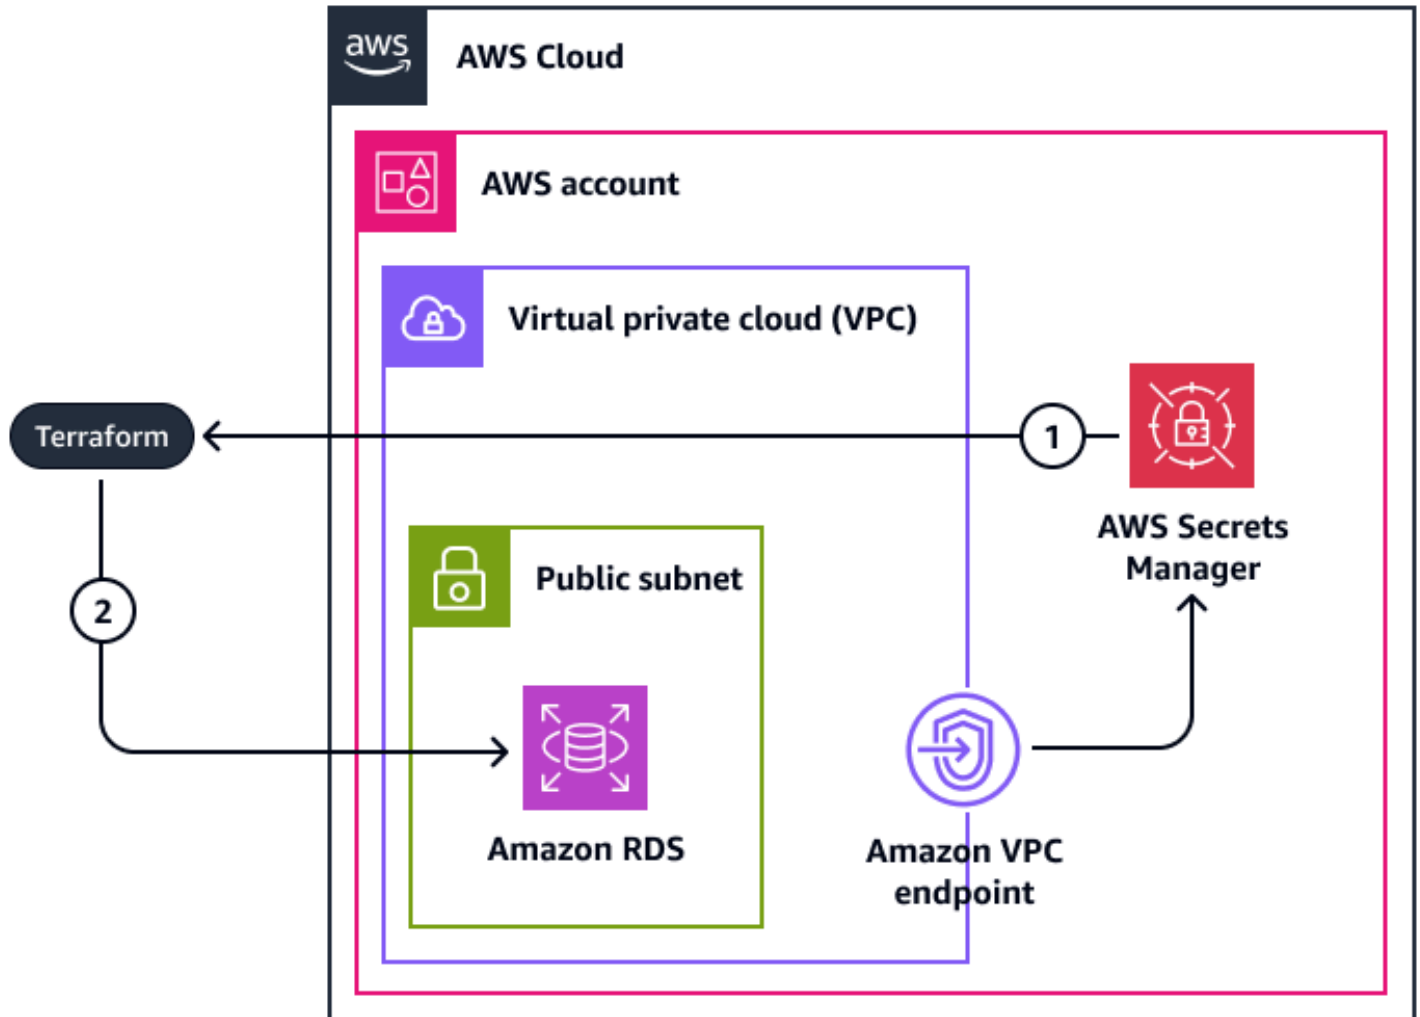 aws
AWS Cloud
AWS account
Virtual private cloud (VPC)
Terraform
1
AWS Secrets
Manager
Public subnet
2
Amazon RDS
Amazon VPC
endpoint